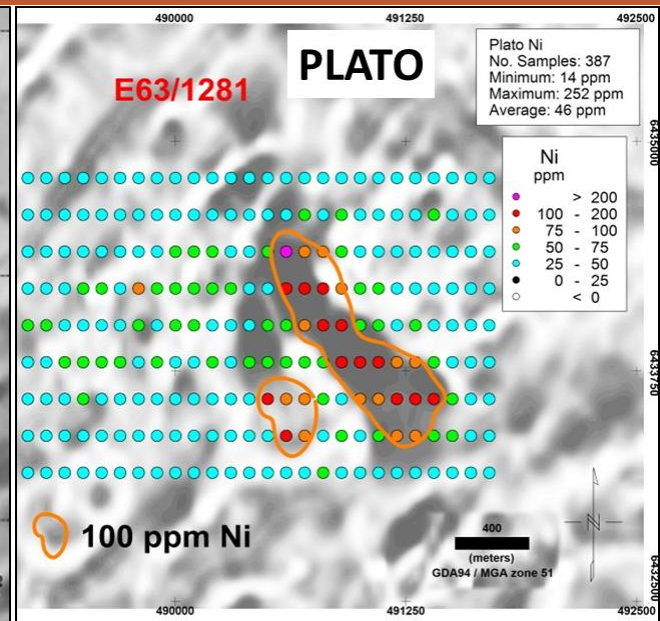 490000 491250 492500
PLATO
E63/1281
Plato Ni
No. Samples: 387
Minimum: 14 ppm
Maximum: 252 ppm
Average: 46 ppm
6435000
Ni
ppm
> 200
100 - 200
75 - 100
50 - 75
25 - 50
0 - 25
< 0
6433750
100 ppm Ni
N
400
(meters)
GDA94 / MGA zone 51
6432500
490000 491250